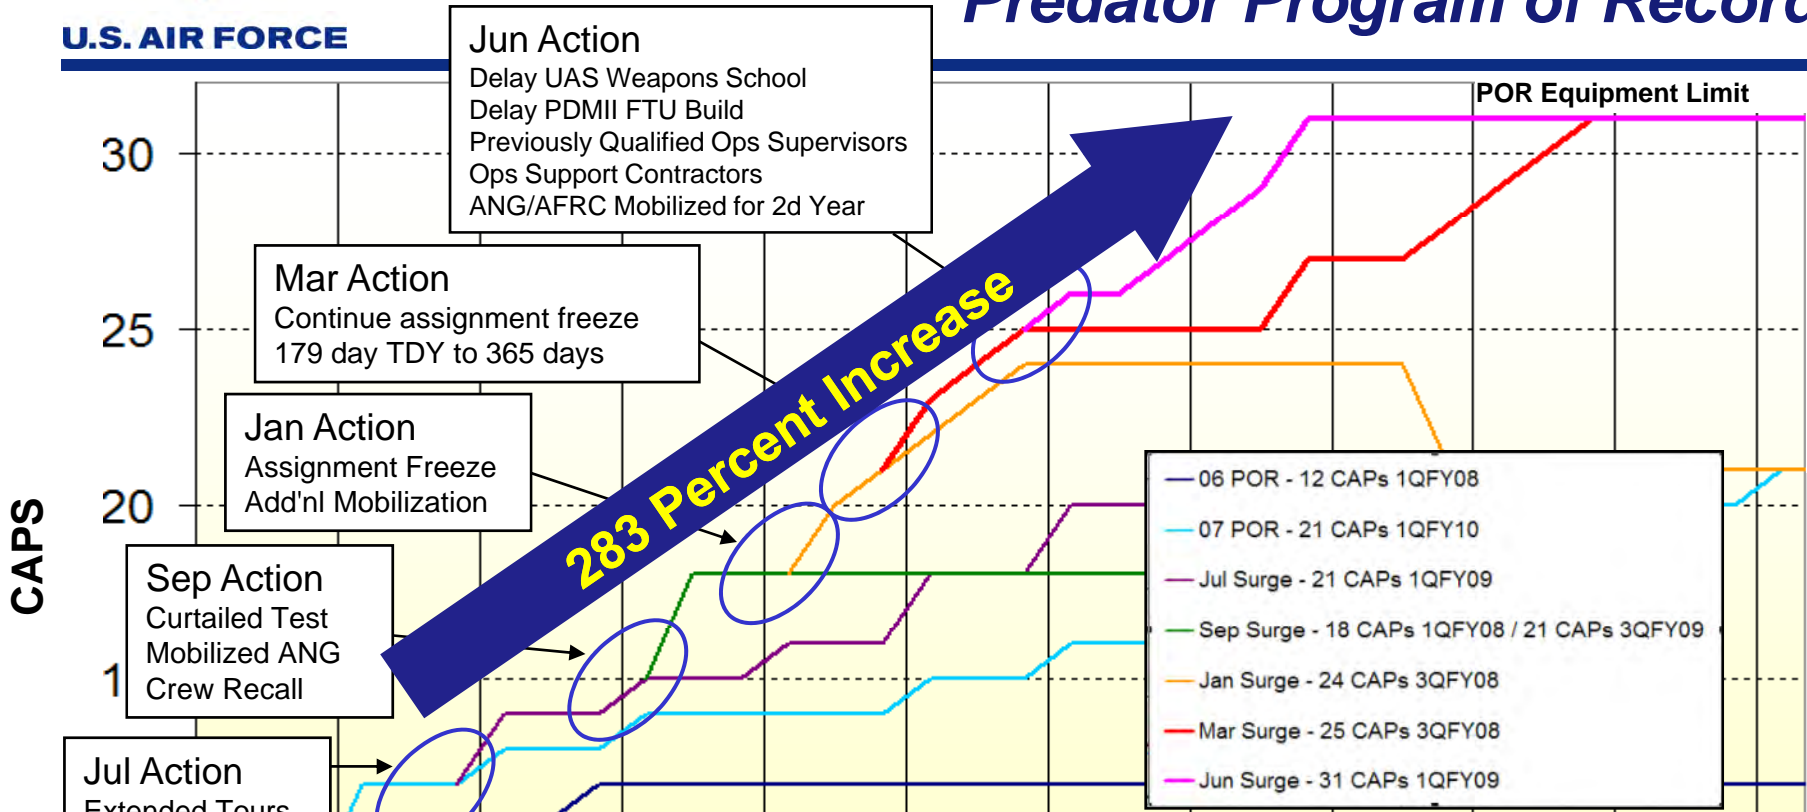 Predator Program of Record
U.S. AIR FORCE
Jun Action
Delay UAS Weapons School
Delay PDMII FTU Build
Previously Qualified Ops Supervisors
Ops Support Contractors
ANG/AFRC Mobilized for 2d Year
POR Equipment Limit
30
Mar Action
Continue assignment freeze
179 day TDY to 365 days
25
283 Percent Increase
Jan Action
Assignment Freeze
Add'nl Mobilization
20
CAPS
Sep Action
Curtailed Test
Mobilized ANG
Crew Recall
1
Jul Action
Extended Tours
06 POR - 12 CAPs 1QFY08
07 POR - 21 CAPs 1QFY10
Jul Surge - 21 CAPs 1QFY09
Sep Surge - 18 CAPs 1QFY08 / 21 CAPs 3QFY09
Jan Surge - 24 CAPs 3QFY08
Mar Surge - 25 CAPs 3QFY08
Jun Surge - 31 CAPs 1QFY09